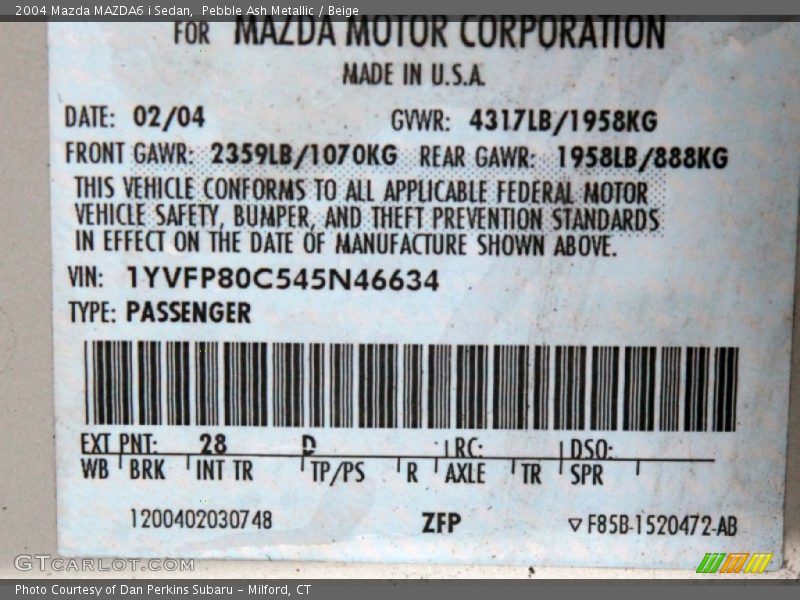 2004 Mazda MAZDA6 i Sedan, Pebble Ash Metallic / Beige
FOR MAZDA MOTOR CORPORATION
MADE IN U.S.A.
DATE: 02/04 GVWR: 4317LB/1958KG
FRONT GAWR: 2359LB/1070KG REAR GAWR: 1958LB/888KG
THIS VEHICLE CONFORMS TO ALL APPLICABLE FEDERAL MOTOR
VEHICLE SAFETY, BUMPER, AND THEFT PREVENTION STANDARDS
IN EFFECT ON THE DATE OF MANUFACTURE SHOWN ABOVE.
VIN: 1YVFP80C545N46634
TYPE: PASSENGER
EXT PNT: 28 D RC: DSO:
WB BRK INT TR TP/PS R AXLE TR SPR
1200402030748 ZFP ▽ F85B-1520472-AB
GTCarLot.com
Photo Courtesy of Dan Perkins Subaru – Milford, CT